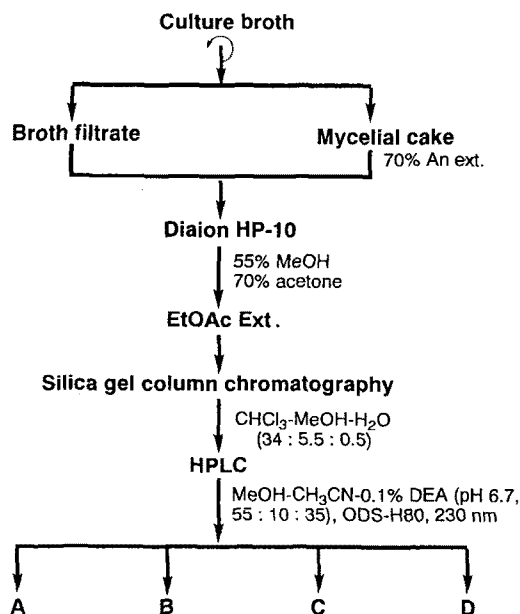 Culture broth
Broth filtrate
Mycelial cake
70% An ext.
Diaion HP-10
55% MeOH
70% acetone
EtOAc Ext.
Silica gel column chromatography
CHCl₃-MeOH-H₂O
(34 : 5.5 : 0.5)
HPLC
MeOH-CH₃CN-0.1% DEA (pH 6.7,
55 : 10 : 35), ODS-H80, 230 nm
A B C D